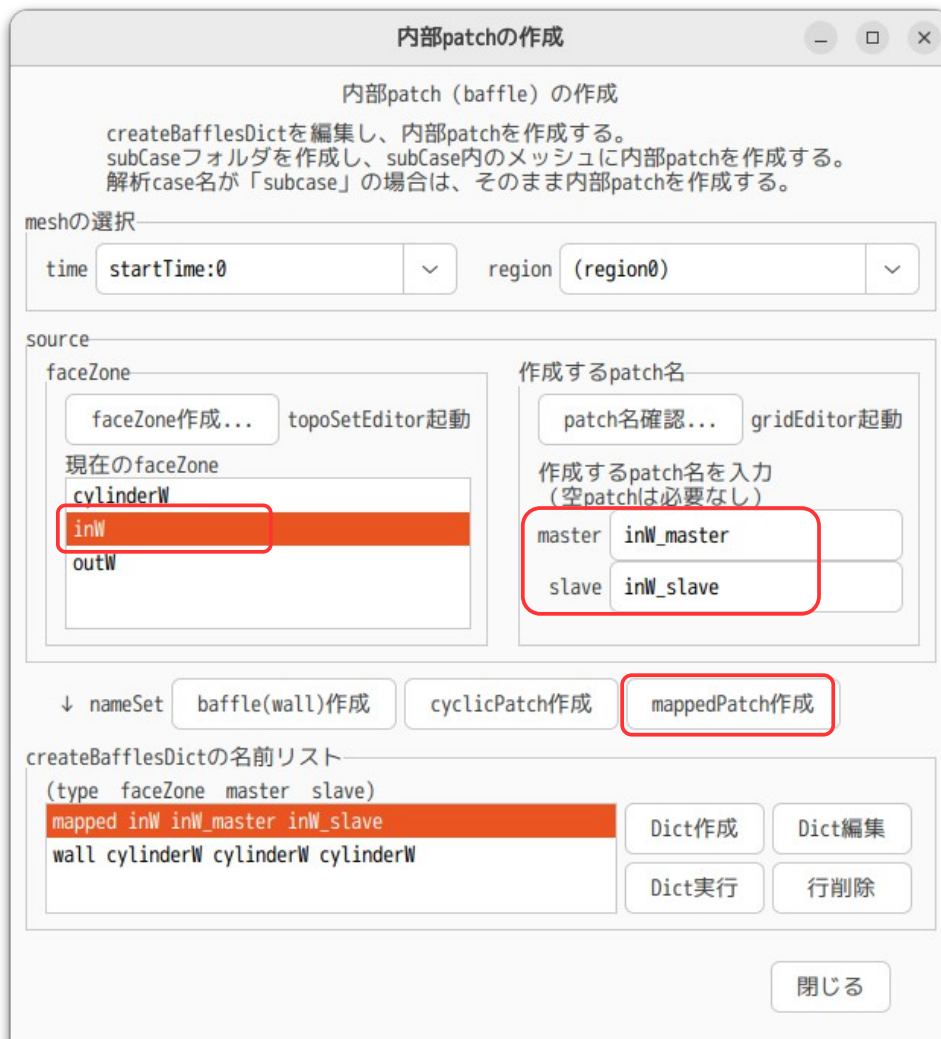 内部patchの作成
内部patch（baffle）の作成
createBafflesDictを編集し、内部patchを作成する。
subCaseフォルダを作成し、subCase内のメッシュに内部patchを作成する。
解析case名が「subcase」の場合は、そのまま内部patchを作成する。
meshの選択
time startTime:0 region (region0)
source
faceZone
faceZone作成... topoSetEditor起動
現在のfaceZone
cylinderW
inW
outW
作成するpatch名
patch名確認... gridEditor起動
作成するpatch名を入力
（空patchは必要なし）
master inW_master
slave inW_slave
↓ nameSet baffle(wall)作成 cyclicPatch作成 mappedPatch作成
createBafflesDictの名前リスト
(type faceZone master slave)
mapped inW inW_master inW_slave
wall cylinderW cylinderW cylinderW
Dict作成 Dict編集
Dict実行 行削除
閉じる